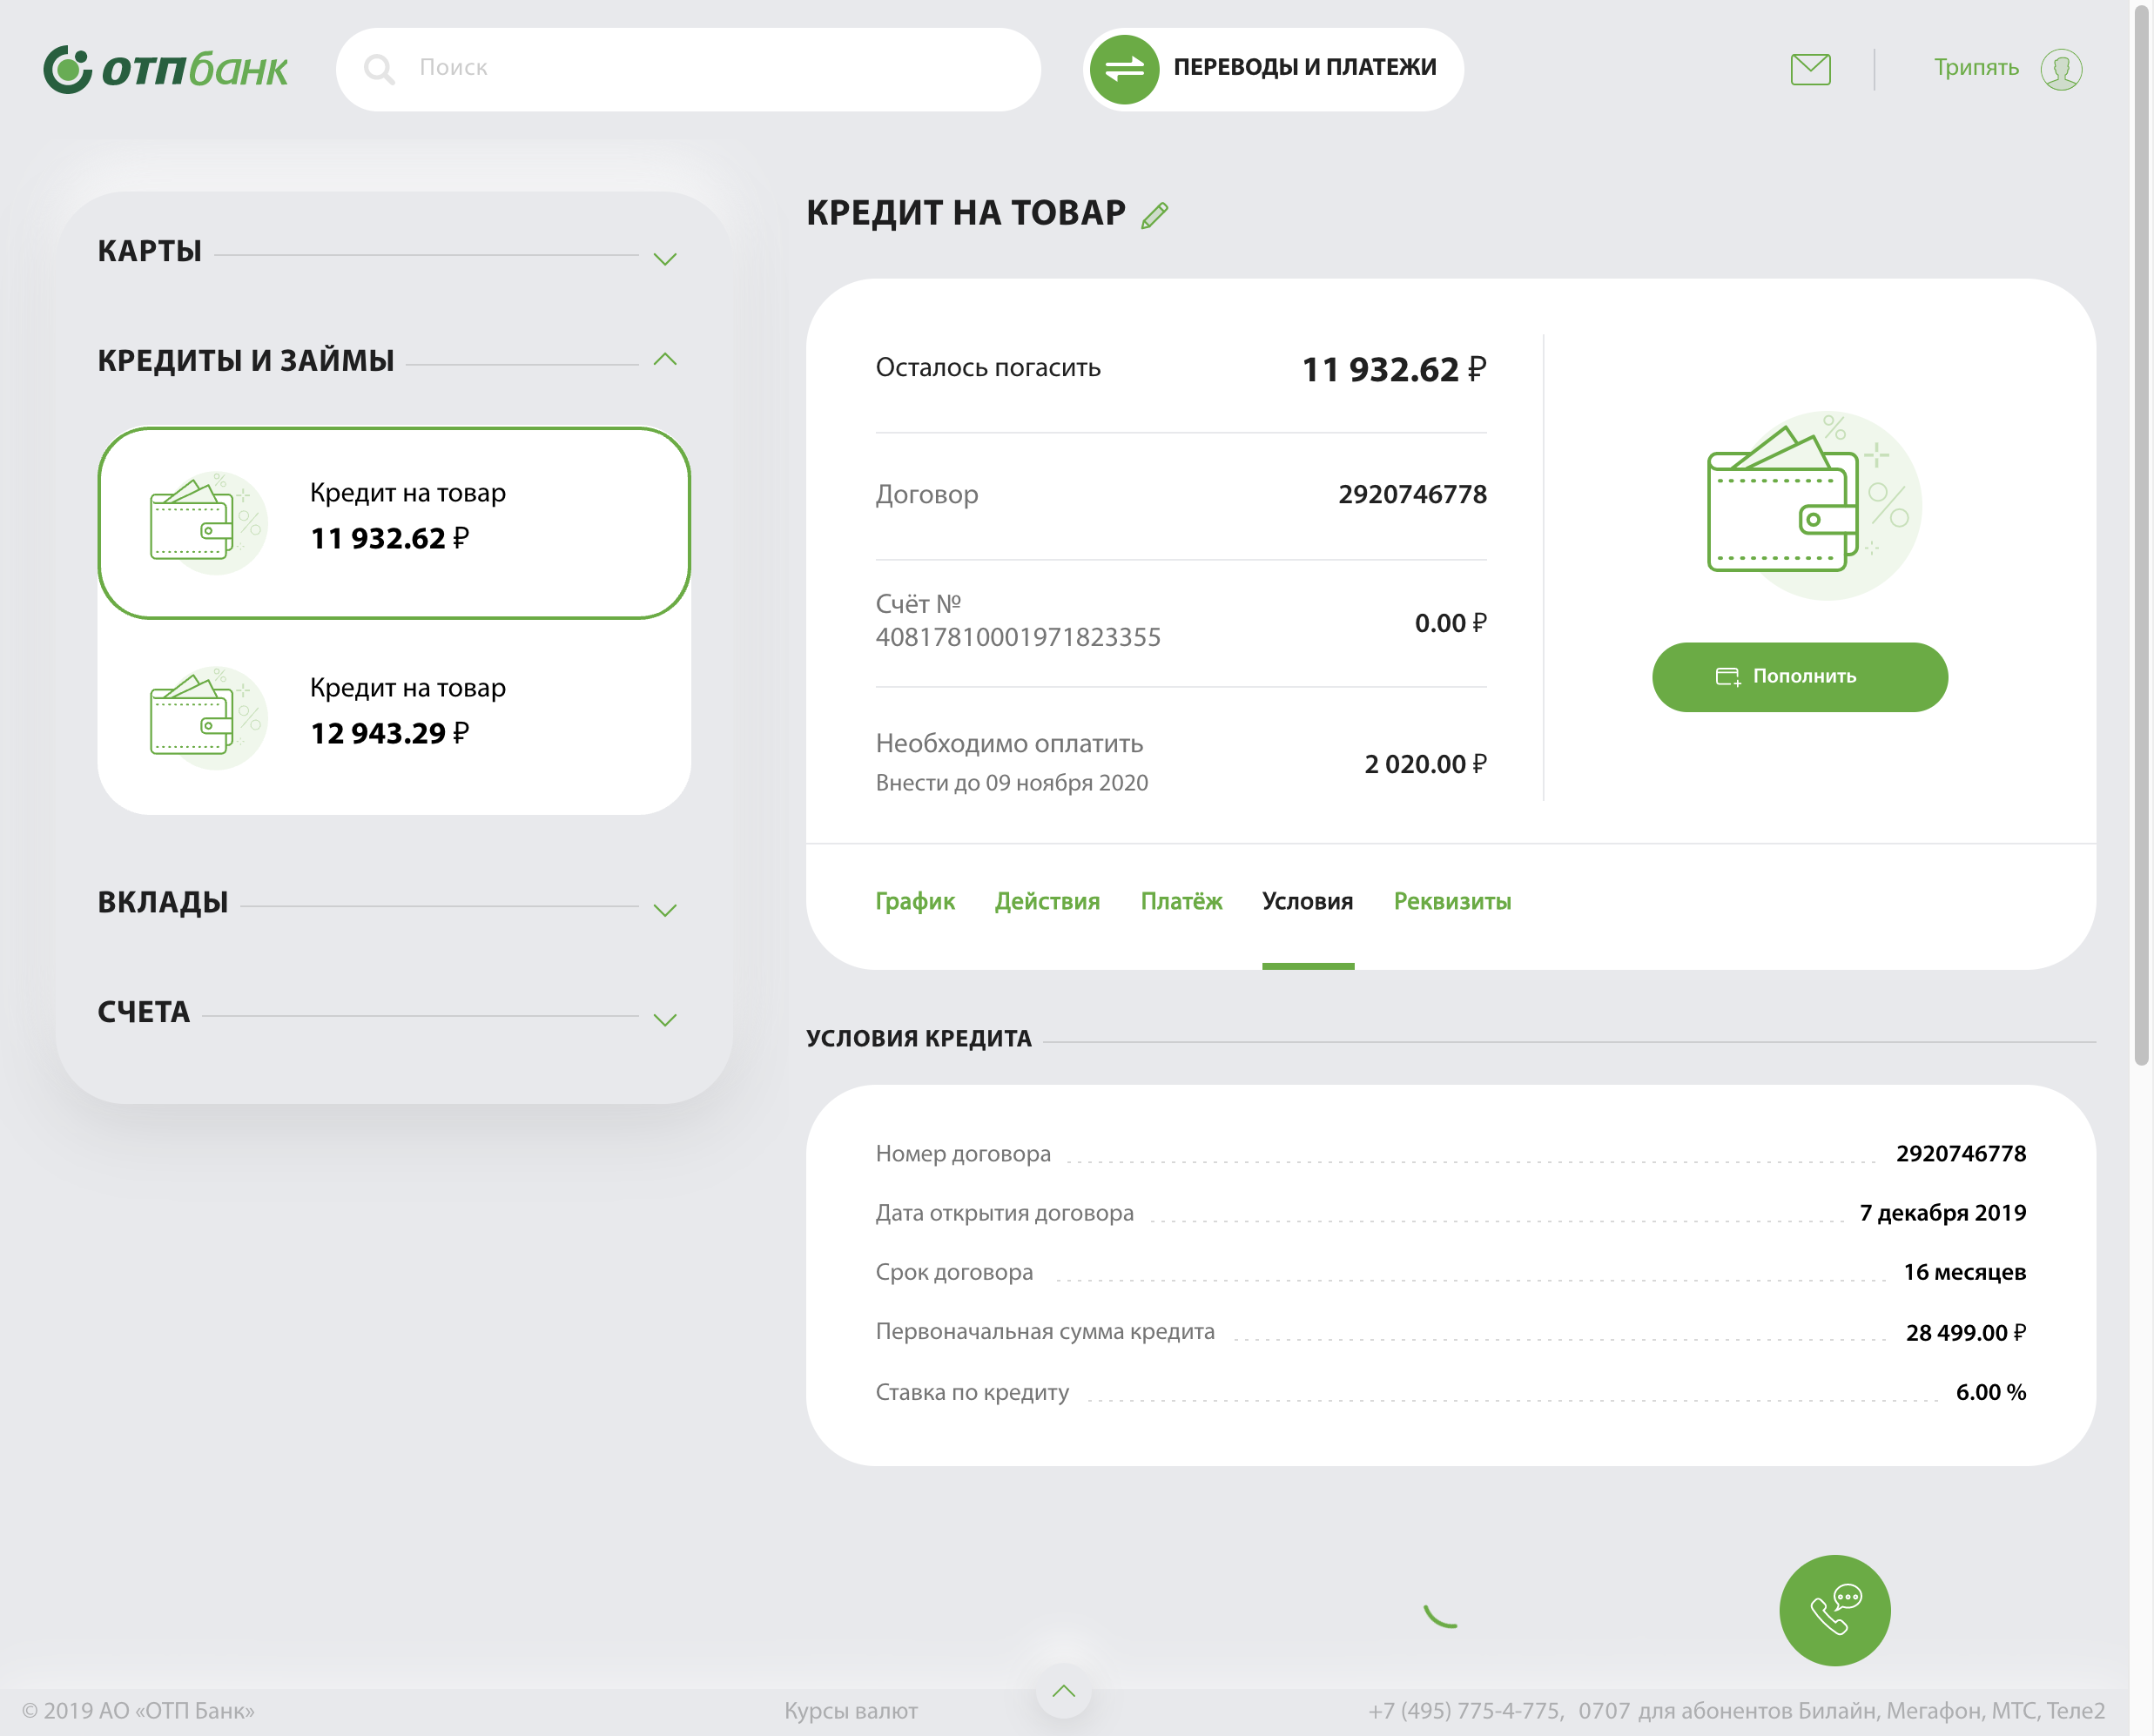 отпбанк
Поиск
ПЕРЕВОДЫ И ПЛАТЕЖИ
Трипять
КАРТЫ
КРЕДИТЫ И ЗАЙМЫ
Кредит на товар
11 932.62 ₽
Кредит на товар
12 943.29 ₽
ВКЛАДЫ
СЧЕТА
КРЕДИТ НА ТОВАР
Осталось погасить 11 932.62 ₽
Договор 2920746778
Счёт №
40817810001971823355 0.00 ₽
Необходимо оплатить
Внести до 09 ноября 2020 2 020.00 ₽
Пополнить
График Действия Платёж Условия Реквизиты
УСЛОВИЯ КРЕДИТА
Номер договора 2920746778
Дата открытия договора 7 декабря 2019
Срок договора 16 месяцев
Первоначальная сумма кредита 28 499.00 ₽
Ставка по кредиту 6.00 %
© 2019 АО «ОТП Банк» Курсы валют +7 (495) 775-4-775, 0707 для абонентов Билайн, Мегафон, МТС, Теле2